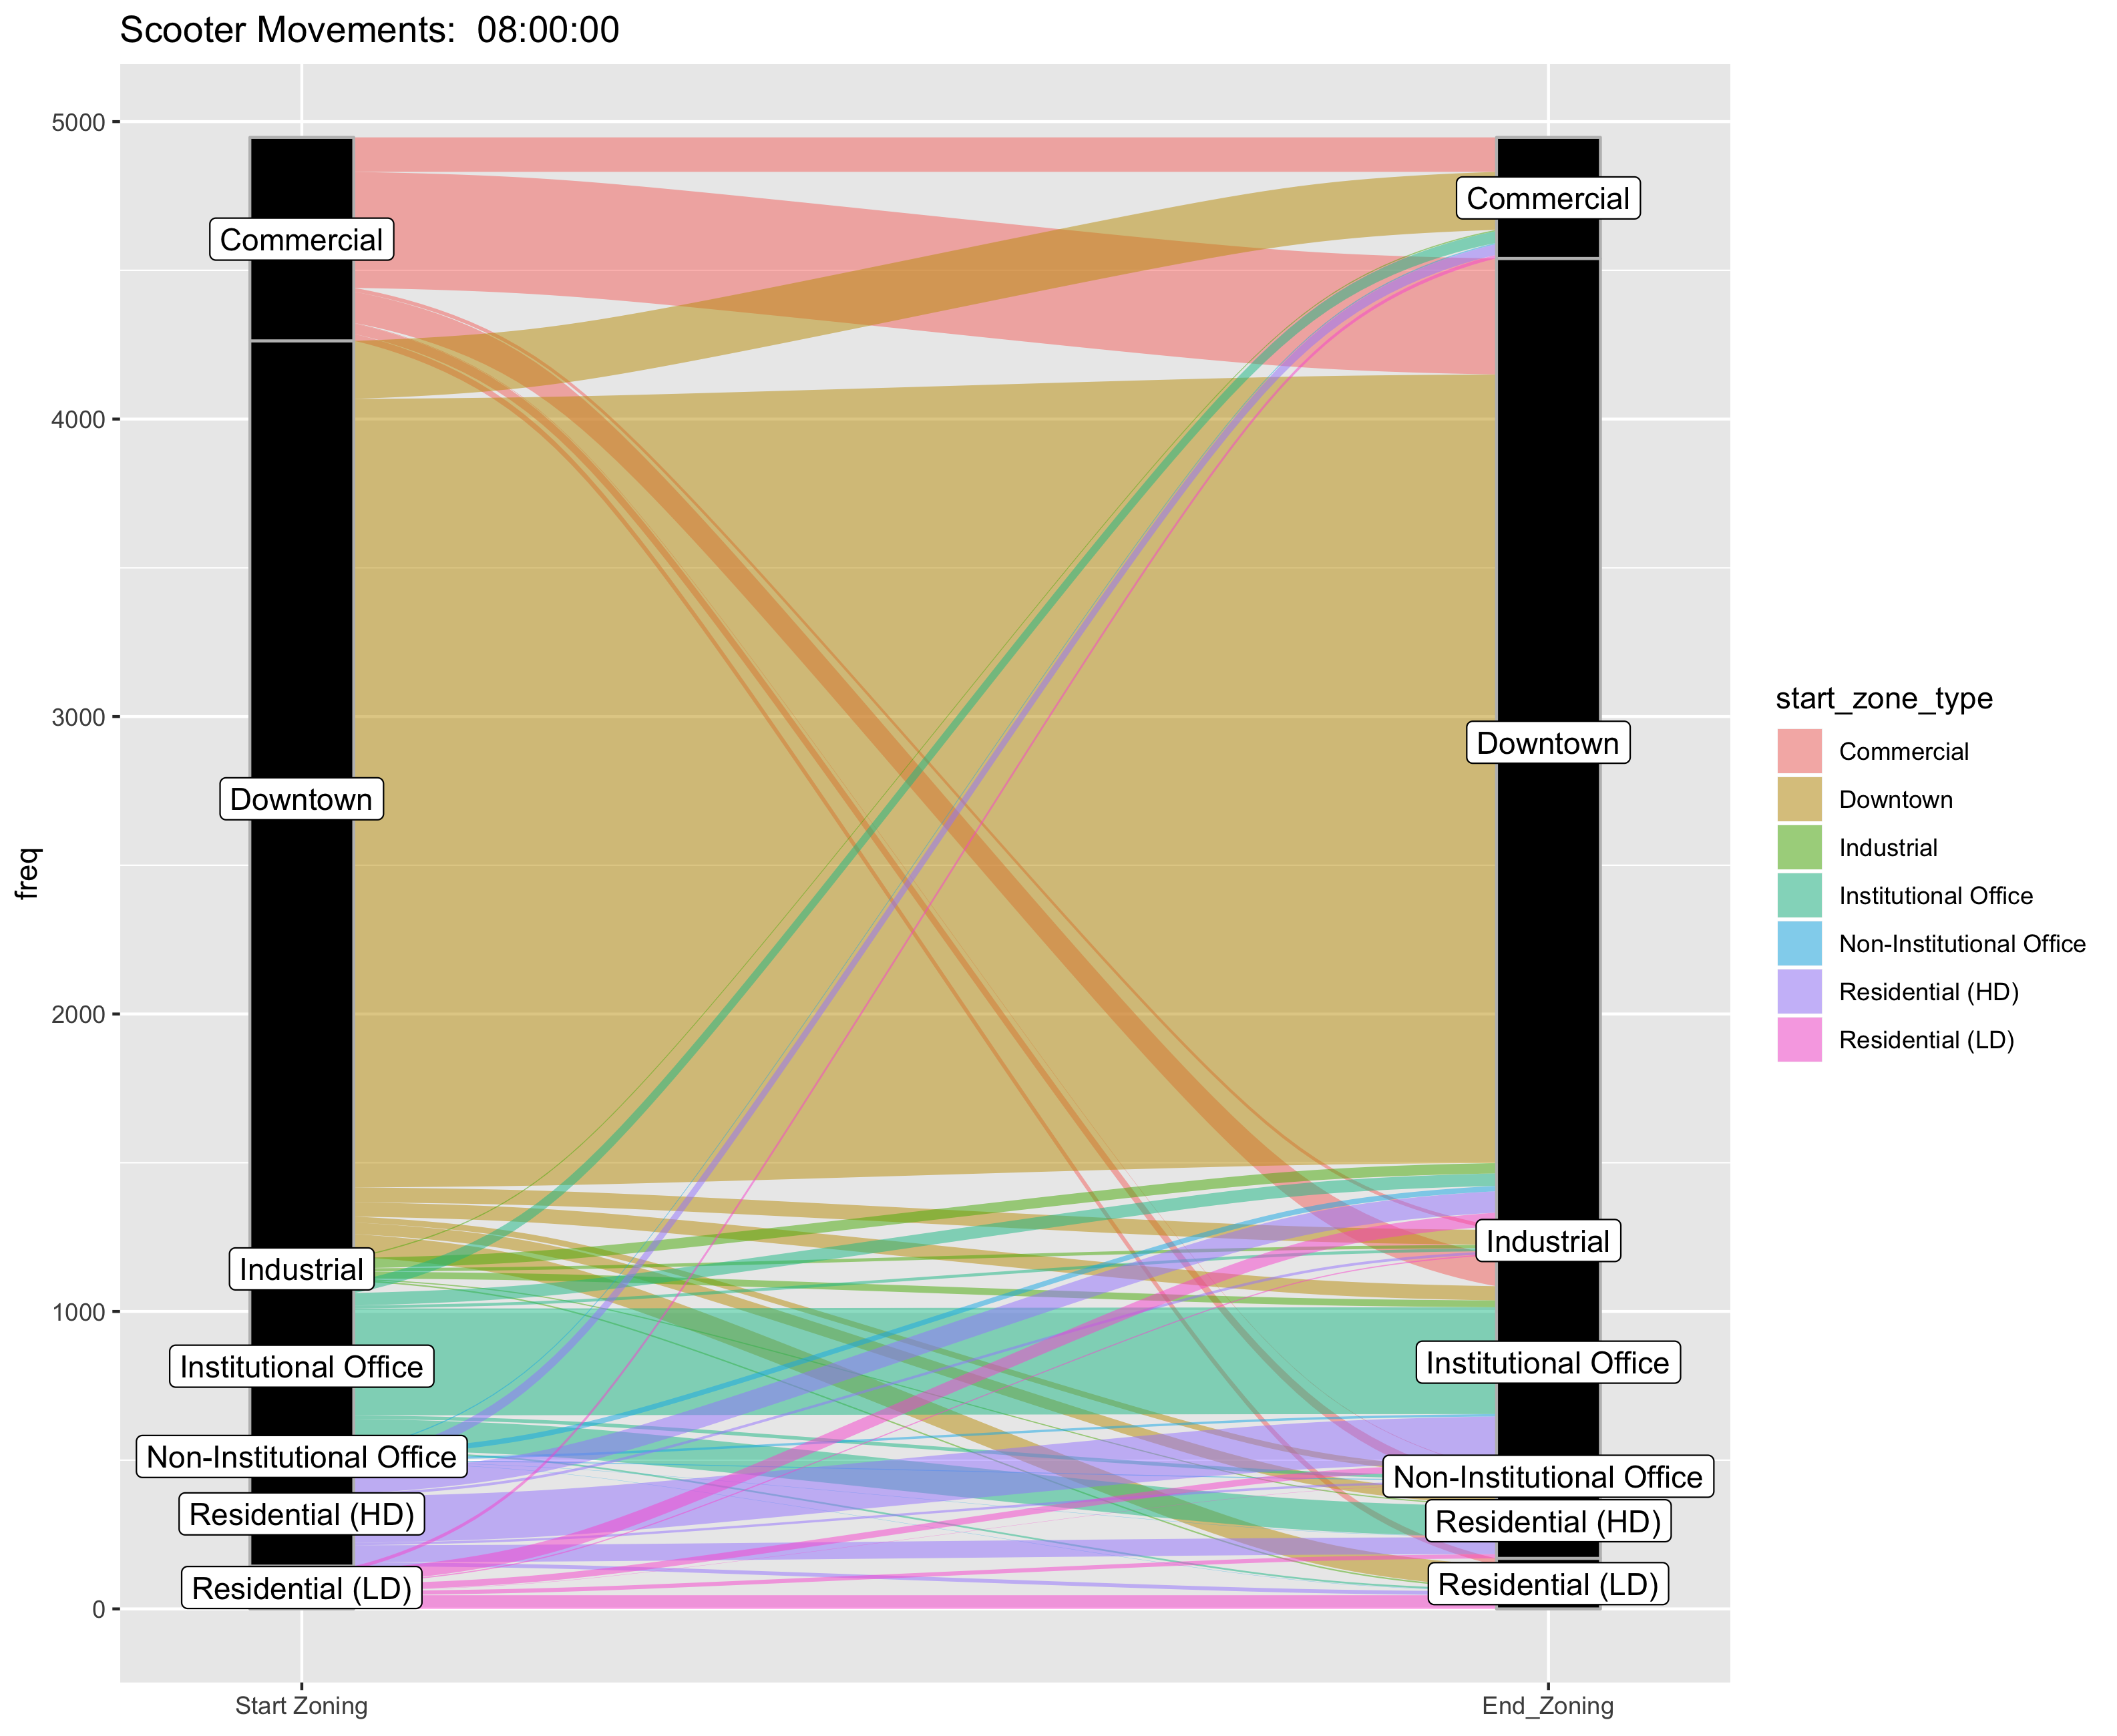 Scooter Movements:  08:00:00
freq
5000
4000
3000
2000
1000
0
Commercial
Downtown
Industrial
Institutional Office
Non-Institutional Office
Residential (HD)
Residential (LD)
Commercial
Downtown
Industrial
Institutional Office
Non-Institutional Office
Residential (HD)
Residential (LD)
Start Zoning
End_Zoning
start_zone_type
Commercial
Downtown
Industrial
Institutional Office
Non-Institutional Office
Residential (HD)
Residential (LD)